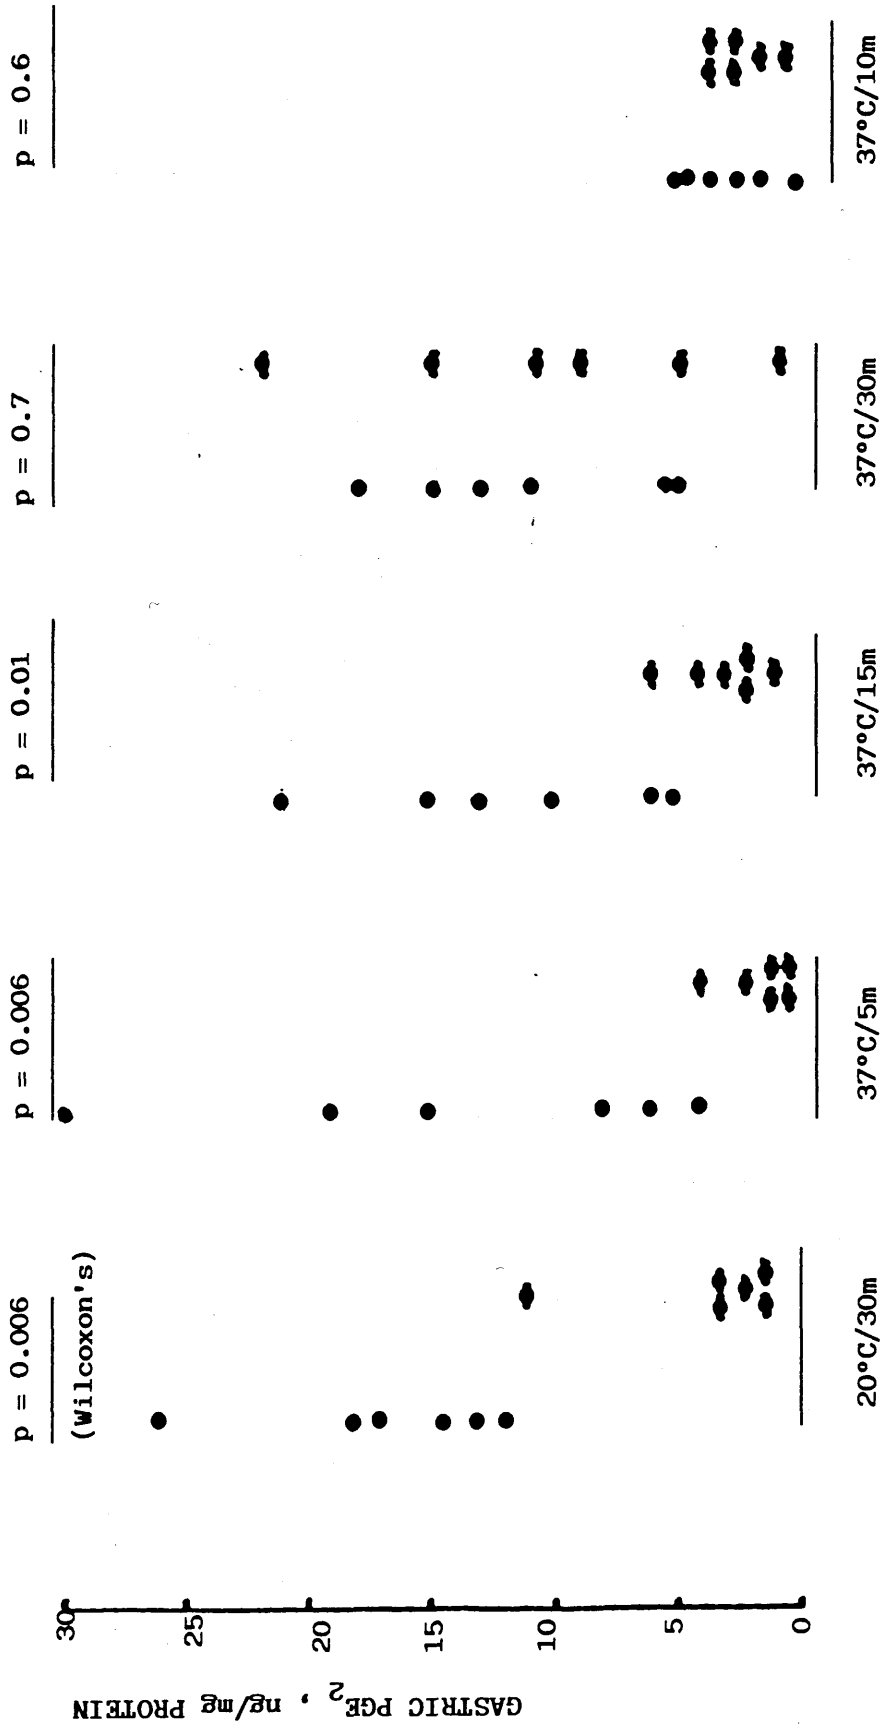 p = 0.006
p = 0.006
p = 0.01
p = 0.7
p = 0.6
(Wilcoxon's)
30
25
20
15
10
5
0
GASTRIC PGE2 , ng/mg PROTEIN
20°C/30m
37°C/5m
37°C/15m
37°C/30m
37°C/10m